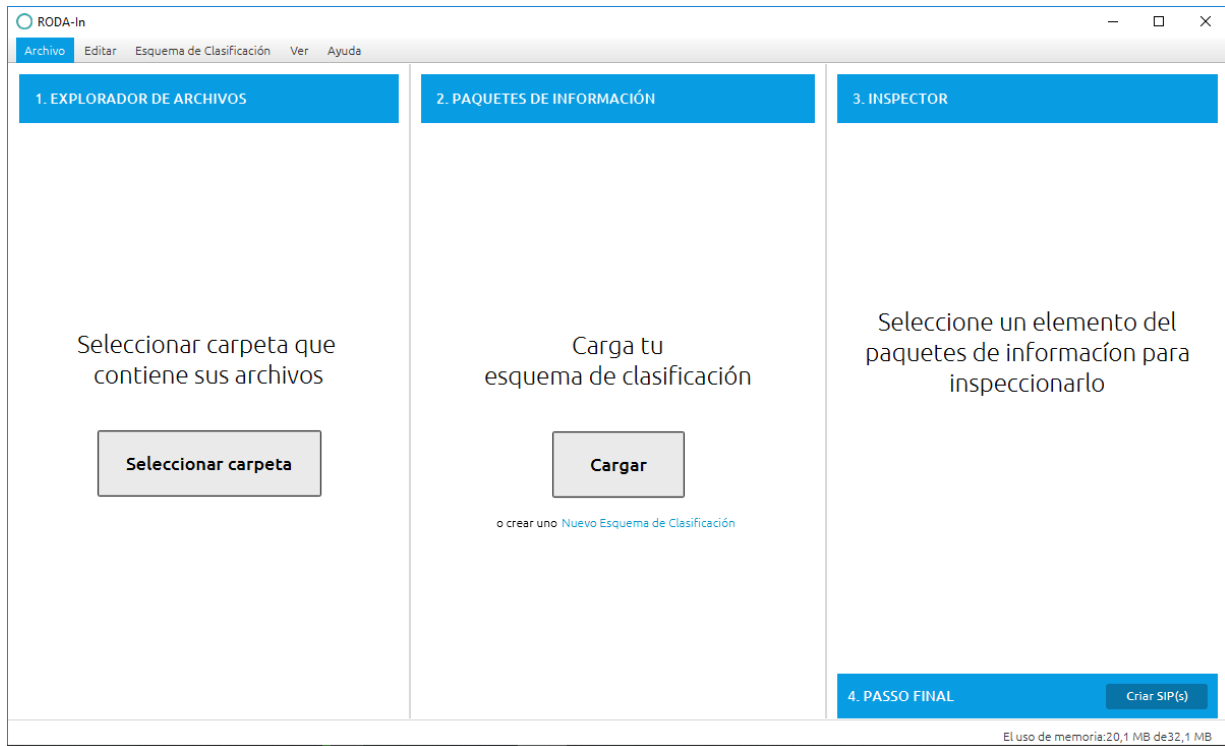 RODA-In
Archivo Editar Esquema de Clasificación Ver Ayuda
1. EXPLORADOR DE ARCHIVOS
Seleccionar carpeta que
contiene sus archivos
Seleccionar carpeta
2. PAQUETES DE INFORMACIÓN
Carga tu
esquema de clasificación
Cargar
o crear uno Nuevo Esquema de Clasificación
3. INSPECTOR
Seleccione un elemento del
paquetes de informacíon para
inspeccionarlo
4. PASSO FINAL Criar SIP(s)
El uso de memoria:20,1 MB de32,1 MB